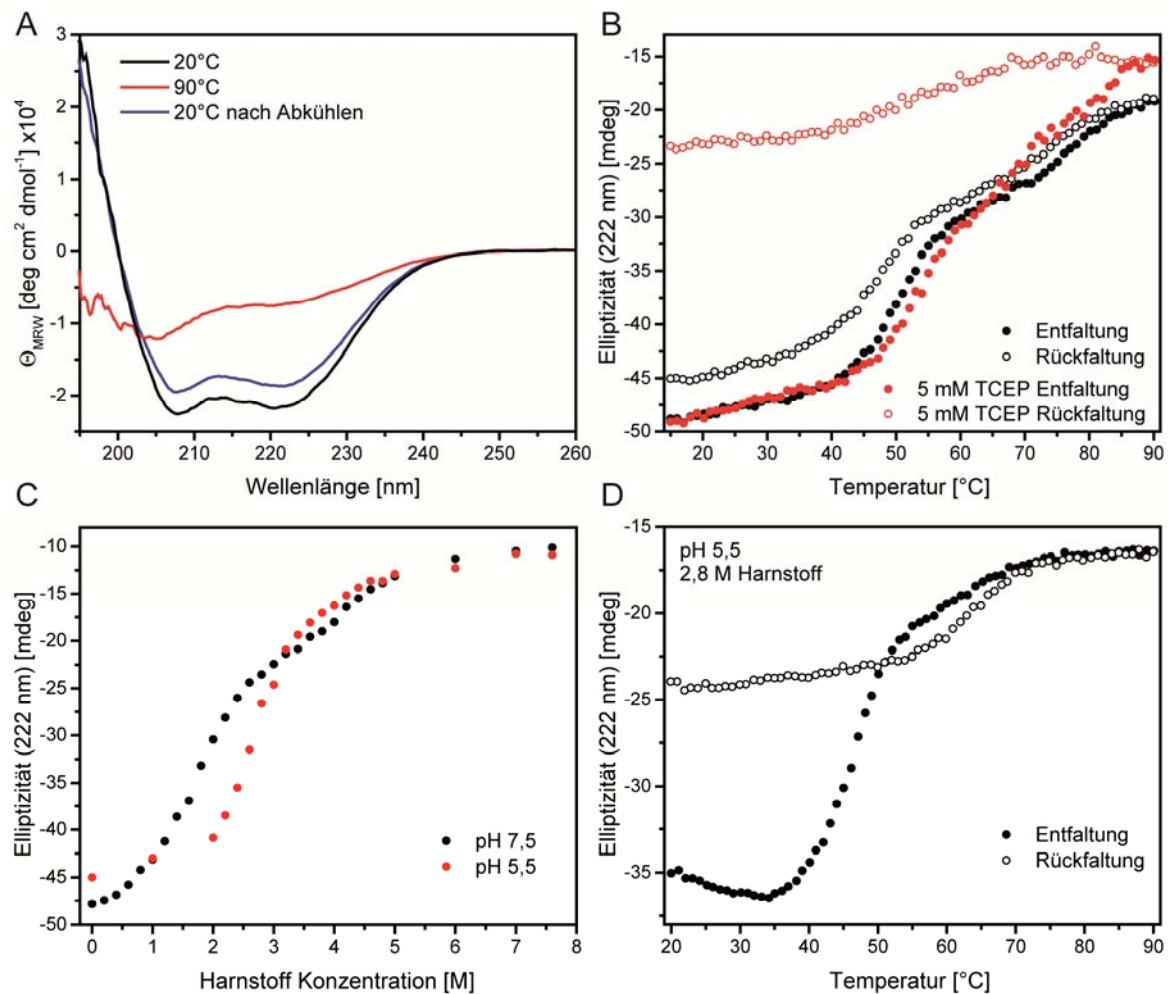 A
20°C
90°C
20°C nach Abkühlen
3
2
1
0
-1
-2
200
210
220
230
240
250
260
Θ_MRW [deg cm² dmol⁻¹] x10⁴
Wellenlänge [nm]
B
-15
-20
-25
-30
-35
-40
-45
-50
20
30
40
50
60
70
80
90
Elliptizität (222 nm) [mdeg]
Temperatur [°C]
Entfaltung
Rückfaltung
5 mM TCEP Entfaltung
5 mM TCEP Rückfaltung
C
-10
-15
-20
-25
-30
-35
-40
-45
-50
0
1
2
3
4
5
6
7
8
Elliptizität (222 nm) [mdeg]
Harnstoff Konzentration [M]
pH 7,5
pH 5,5
D
pH 5,5
2,8 M Harnstoff
-15
-20
-25
-30
-35
20
30
40
50
60
70
80
90
Elliptizität (222 nm) [mdeg]
Temperatur [°C]
Entfaltung
Rückfaltung